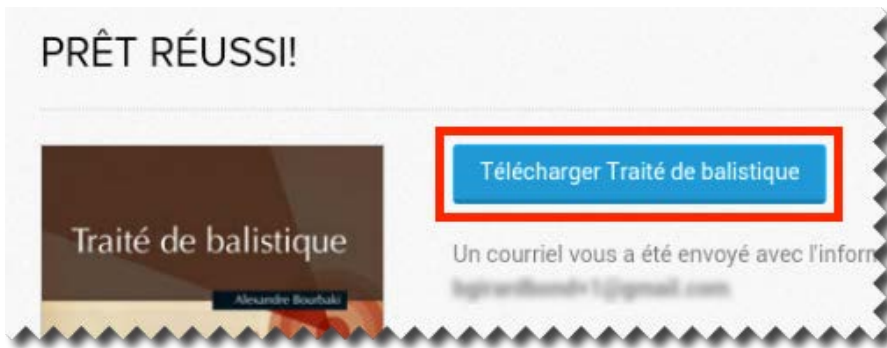 PRÊT RÉUSSI!
Télécharger Traité de balistique
Traité de balistique
Alexandre Bourbaki
Un courriel vous a été envoyé avec l'inform